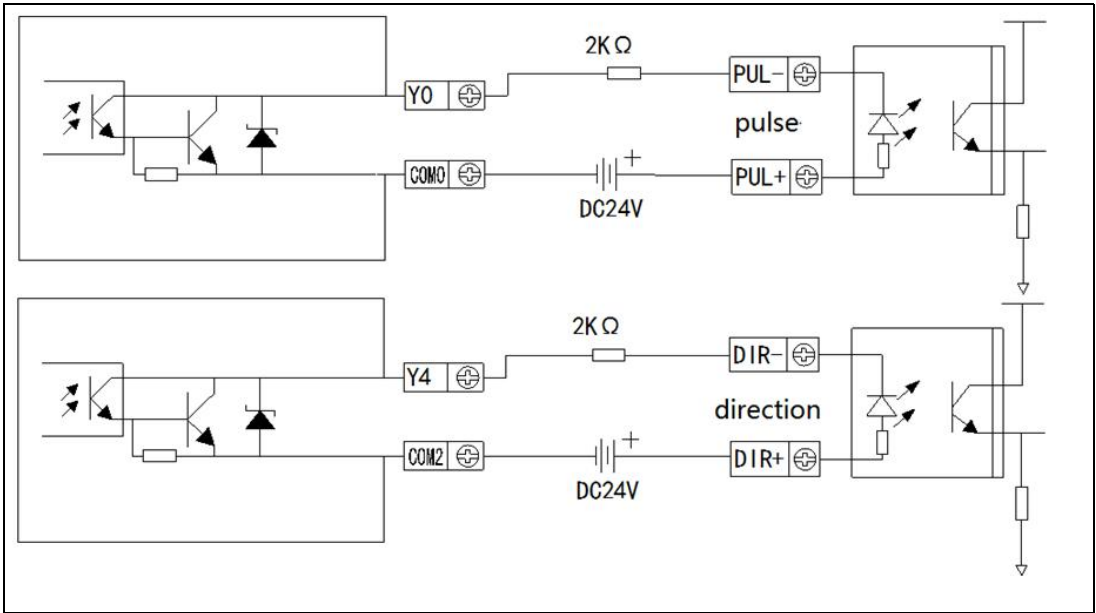 2KΩ
Y0
PUL-
pulse
COM0
+
PUL+
DC24V
2KΩ
Y4
DIR-
direction
COM2
+
DIR+
DC24V